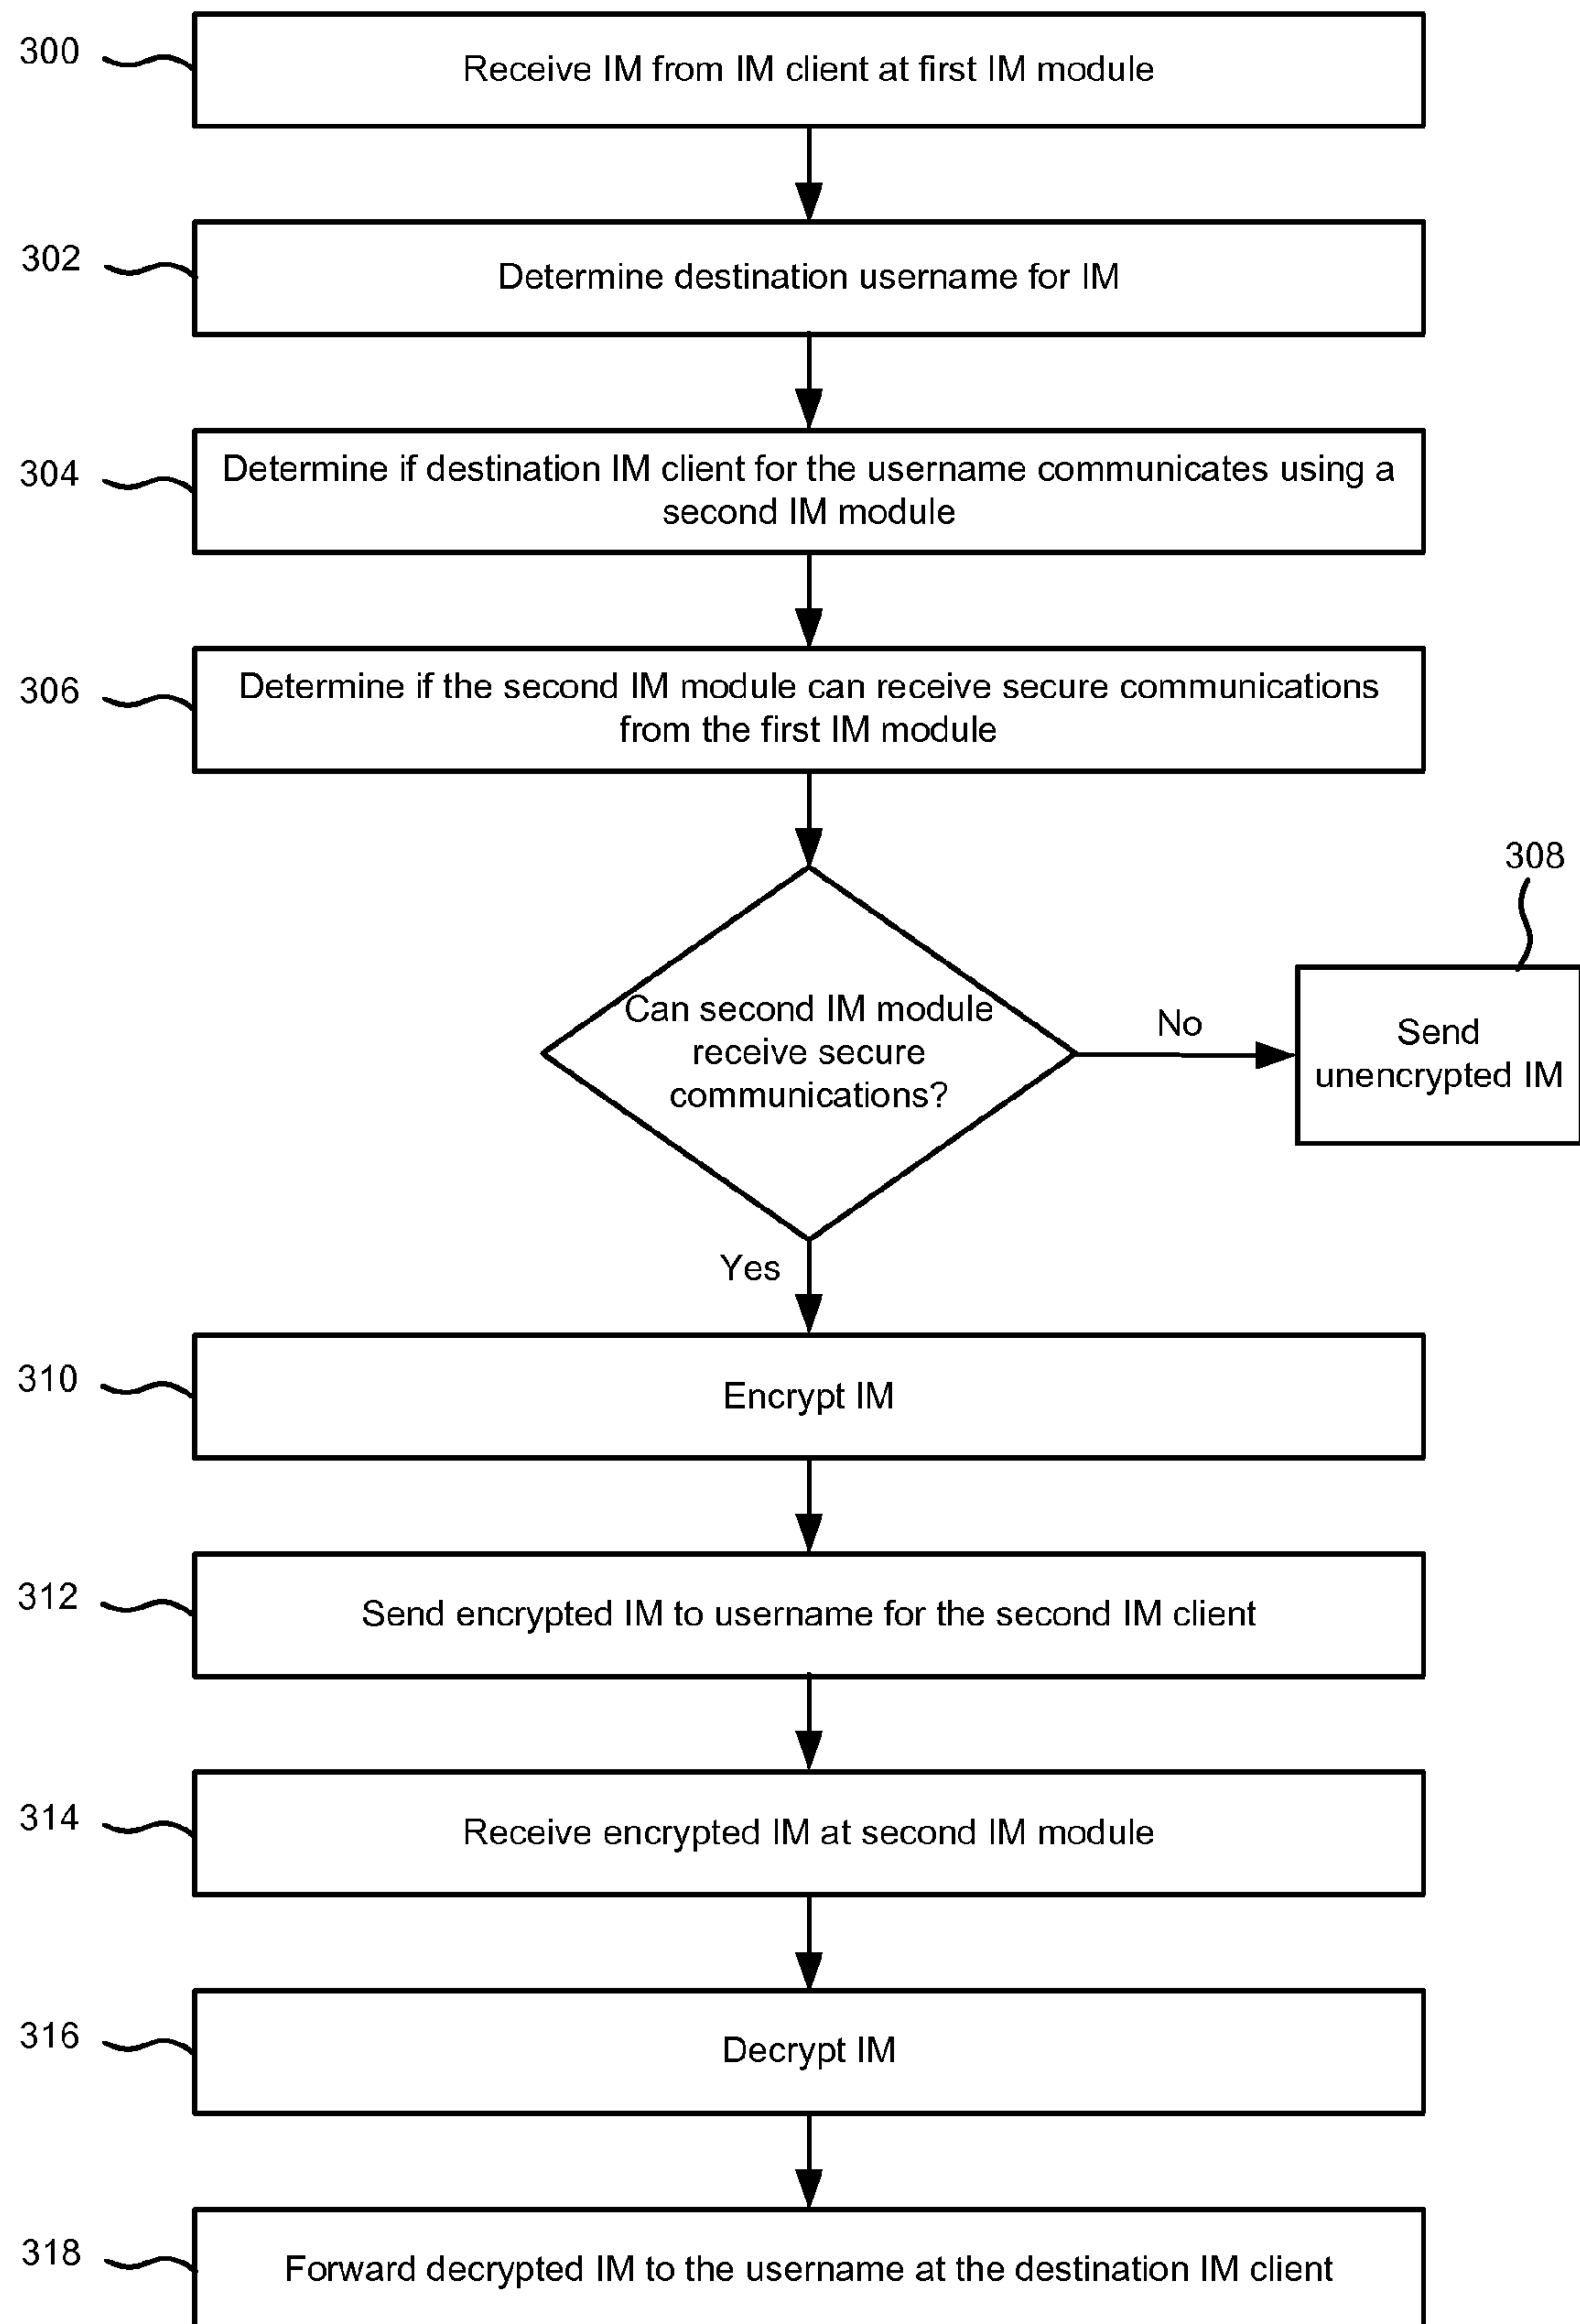 300
Receive IM from IM client at first IM module
302
Determine destination username for IM
304
Determine if destination IM client for the username communicates using a
second IM module
306
Determine if the second IM module can receive secure communications
from the first IM module
308
Can second IM module
receive secure
communications?
No
Send
unencrypted IM
Yes
310
Encrypt IM
312
Send encrypted IM to username for the second IM client
314
Receive encrypted IM at second IM module
316
Decrypt IM
318
Forward decrypted IM to the username at the destination IM client